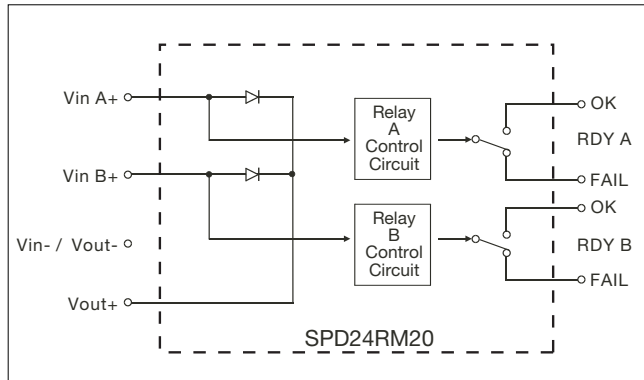 Vin A+
Vin B+
Vin- / Vout-
Vout+
Relay
A
Control
Circuit
Relay
B
Control
Circuit
OK
RDY A
FAIL
OK
RDY B
FAIL
SPD24RM20